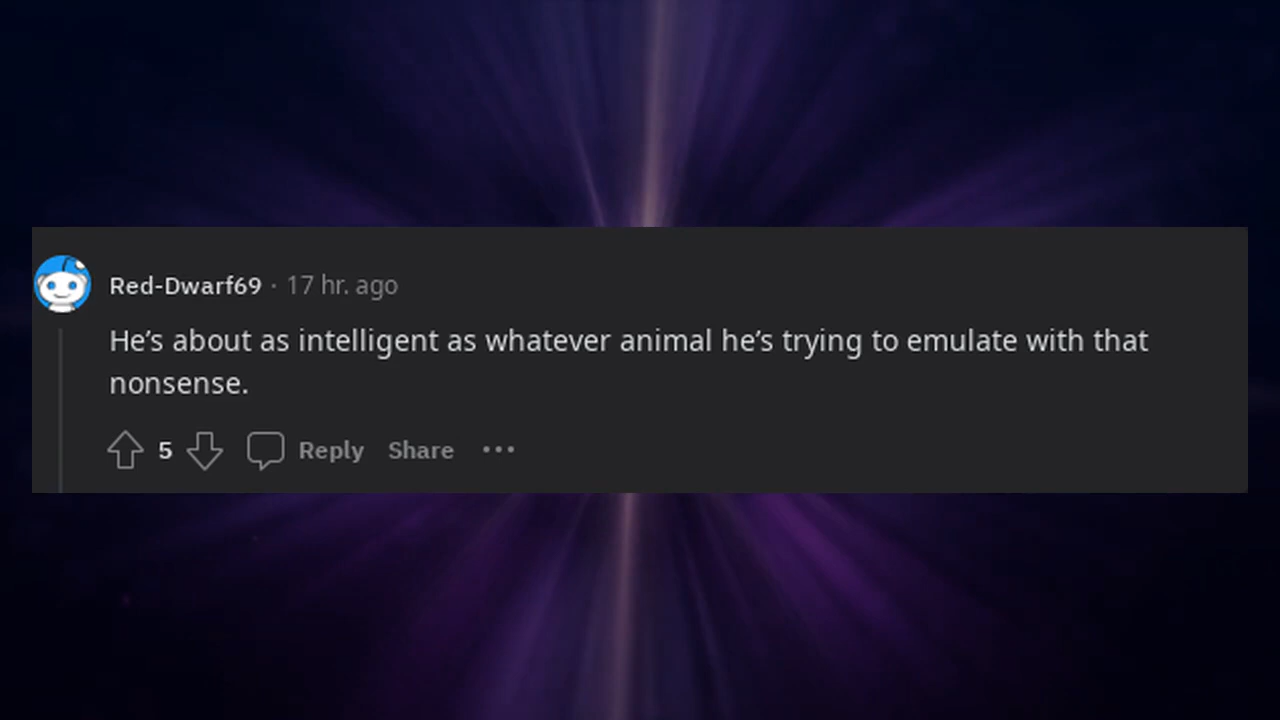 Red-Dwarf69 · 17 hr. ago
He’s about as intelligent as whatever animal he’s trying to emulate with that
nonsense.
5 Reply Share ···